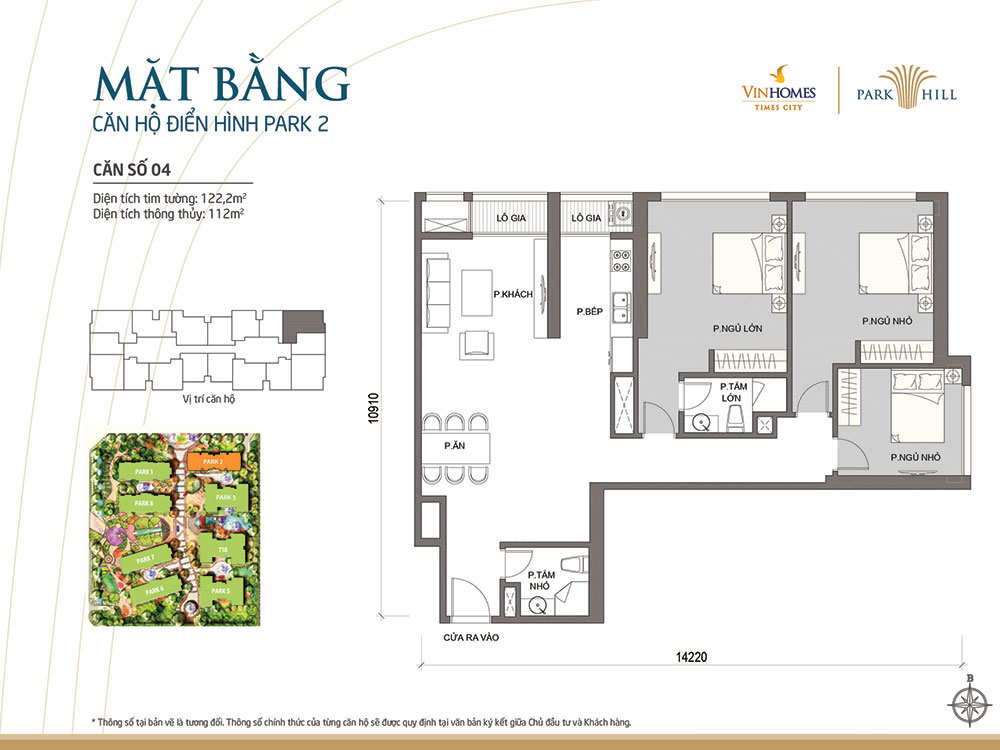 MẶT BẰNG
CĂN HỘ ĐIỂN HÌNH PARK 2
VINHOMES
TIMES CITY
PARK HILL
CĂN SỐ 04
Diện tích tim tường: 122,2m²
Diện tích thông thủy: 112m²
LÔ GIA
LÔ GIA
P.KHÁCH
P.BẾP
P.NGỦ LỚN
P.NGỦ NHỎ
P.TẮM
LỚN
P.ĂN
P.NGỦ NHỎ
P.TẮM
NHỎ
CỬA RA VÀO
10910
14220
Vị trí căn hộ
PARK 1
PARK 2
PARK 8
PARK 3
T18
PARK 7
PARK 6
PARK 5
B
* Thông số tại bản vẽ là tương đối. Thông số chính thức của từng căn hộ sẽ được quy định tại văn bản ký kết giữa Chủ đầu tư và Khách hàng.